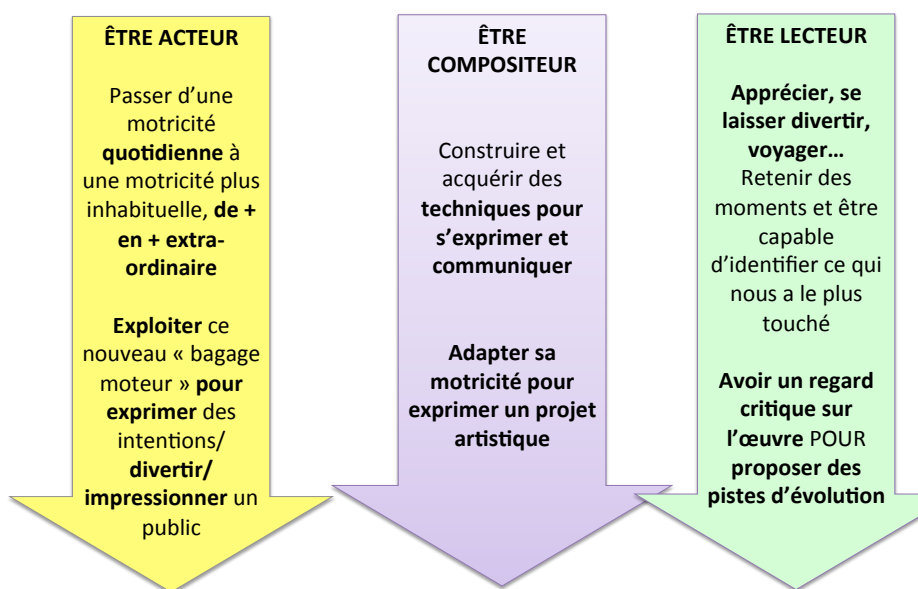 ÊTRE ACTEUR
Passer d’une
motricité
quotidienne à
une motricité plus
inhabituelle, de +
en + extra-
ordinaire
Exploiter ce
nouveau « bagage
moteur » pour
exprimer des
intentions/
divertir/
impressionner un
public
ÊTRE
COMPOSITEUR
Construire et
acquérir des
techniques pour
s’exprimer et
communiquer
Adapter sa
motricité pour
exprimer un projet
artistique
ÊTRE LECTEUR
Apprécier, se
laisser divertir,
voyager…
Retenir des
moments et être
capable
d’identifier ce qui
nous a le plus
touché
Avoir un regard
critique sur
l’œuvre POUR
proposer des
pistes d’évolution